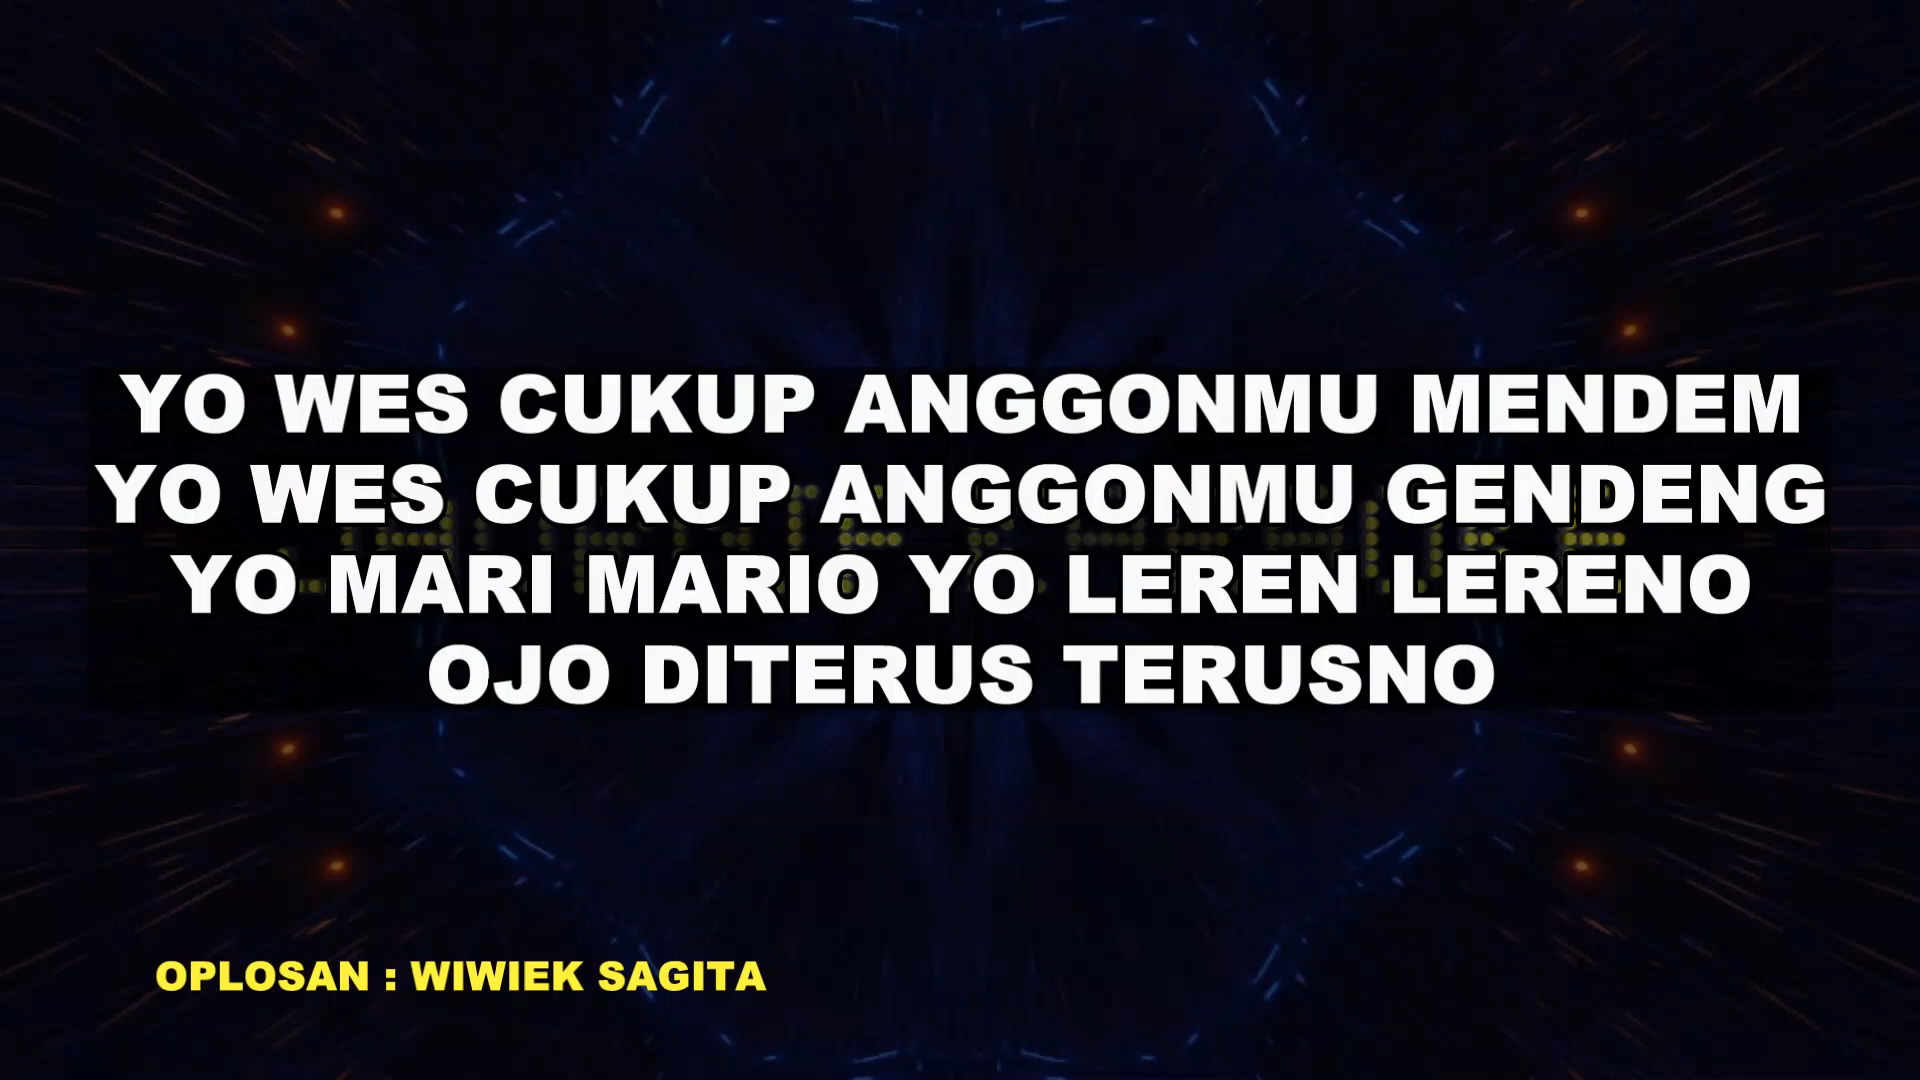 YO WES CUKUP ANGGONMU MENDEM
YO WES CUKUP ANGGONMU GENDENG
YO MARI MARIO YO LEREN LERENO
OJO DITERUS TERUSNO
OPLOSAN : WIWIEK SAGITA